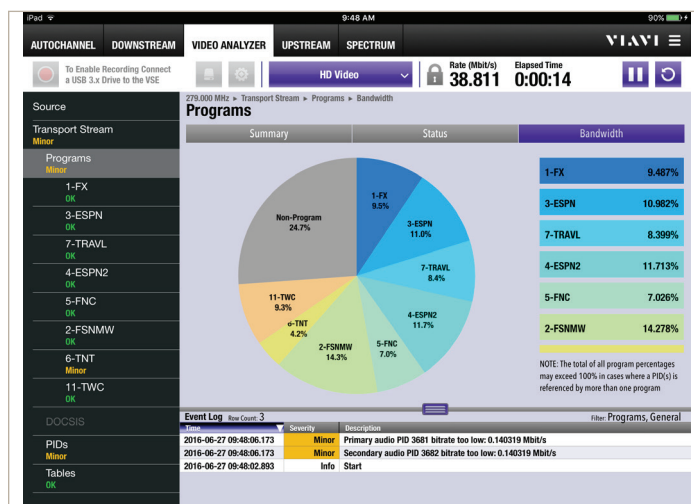 iPad 9:48 AM 90%
AUTOCHANNEL DOWNSTREAM VIDEO ANALYZER UPSTREAM SPECTRUM VIAVI
To Enable Recording Connect
a USB 3.x Drive to the VSE
HD Video
Rate (Mbit/s)
38.811
Elapsed Time
0:00:14
Source
Transport Stream
Minor
Programs
Minor
1-FX
OK
3-ESPN
OK
7-TRAVL
OK
4-ESPN2
OK
5-FNC
OK
2-FSNMW
OK
6-TNT
Minor
11-TWC
OK
DOCSIS
PIDs
Minor
Tables
OK
279.000 MHz ▸ Transport Stream ▸ Programs ▸ Bandwidth
Programs
Summary Status Bandwidth
1-FX
9.5%
3-ESPN
11.0%
7-TRAVL
8.4%
4-ESPN2
11.7%
5-FNC
7.0%
2-FSNMW
14.3%
6-TNT
4.2%
11-TWC
9.3%
Non-Program
24.7%
1-FX 9.487%
3-ESPN 10.982%
7-TRAVL 8.399%
4-ESPN2 11.713%
5-FNC 7.026%
2-FSNMW 14.278%
NOTE: The total of all program percentages
may exceed 100% in cases where a PID(s) is
referenced by more than one program
Event Log Row Count: 3 Filter: Programs, General
Time Severity Description
2016-06-27 09:48:06.173 Minor Primary audio PID 3681 bitrate too low: 0.140319 Mbit/s
2016-06-27 09:48:06.173 Minor Secondary audio PID 3682 bitrate too low: 0.140319 Mbit/s
2016-06-27 09:48:02.893 Info Start